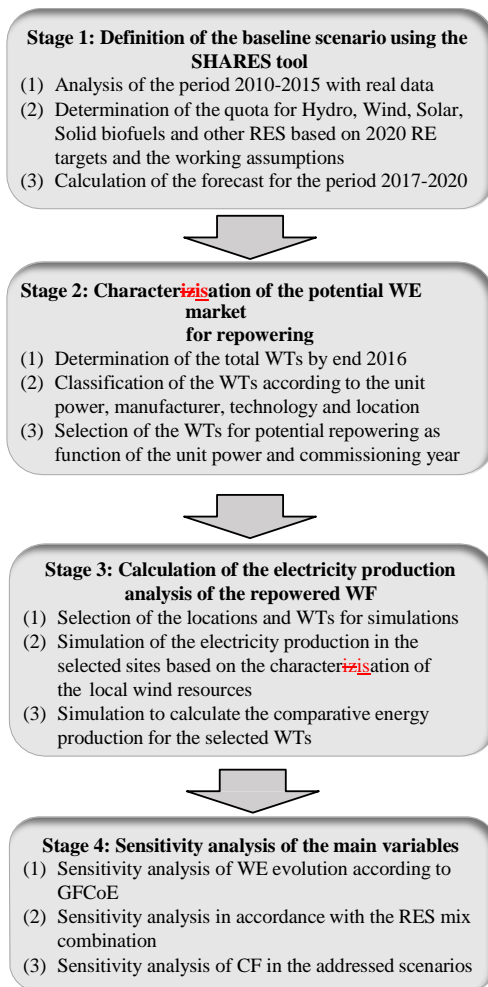 Stage 1: Definition of the baseline scenario using the
SHARES tool
(1) Analysis of the period 2010-2015 with real data
(2) Determination of the quota for Hydro, Wind, Solar,
Solid biofuels and other RES based on 2020 RE
targets and the working assumptions
(3) Calculation of the forecast for the period 2017-2020
Stage 2: Characterizisation of the potential WE
market
for repowering
(1) Determination of the total WTs by end 2016
(2) Classification of the WTs according to the unit
power, manufacturer, technology and location
(3) Selection of the WTs for potential repowering as
function of the unit power and commissioning year
Stage 3: Calculation of the electricity production
analysis of the repowered WF
(1) Selection of the locations and WTs for simulations
(2) Simulation of the electricity production in the
selected sites based on the characterizisation of
the local wind resources
(3) Simulation to calculate the comparative energy
production for the selected WTs
Stage 4: Sensitivity analysis of the main variables
(1) Sensitivity analysis of WE evolution according to
GFCoE
(2) Sensitivity analysis in accordance with the RES mix
combination
(3) Sensitivity analysis of CF in the addressed scenarios